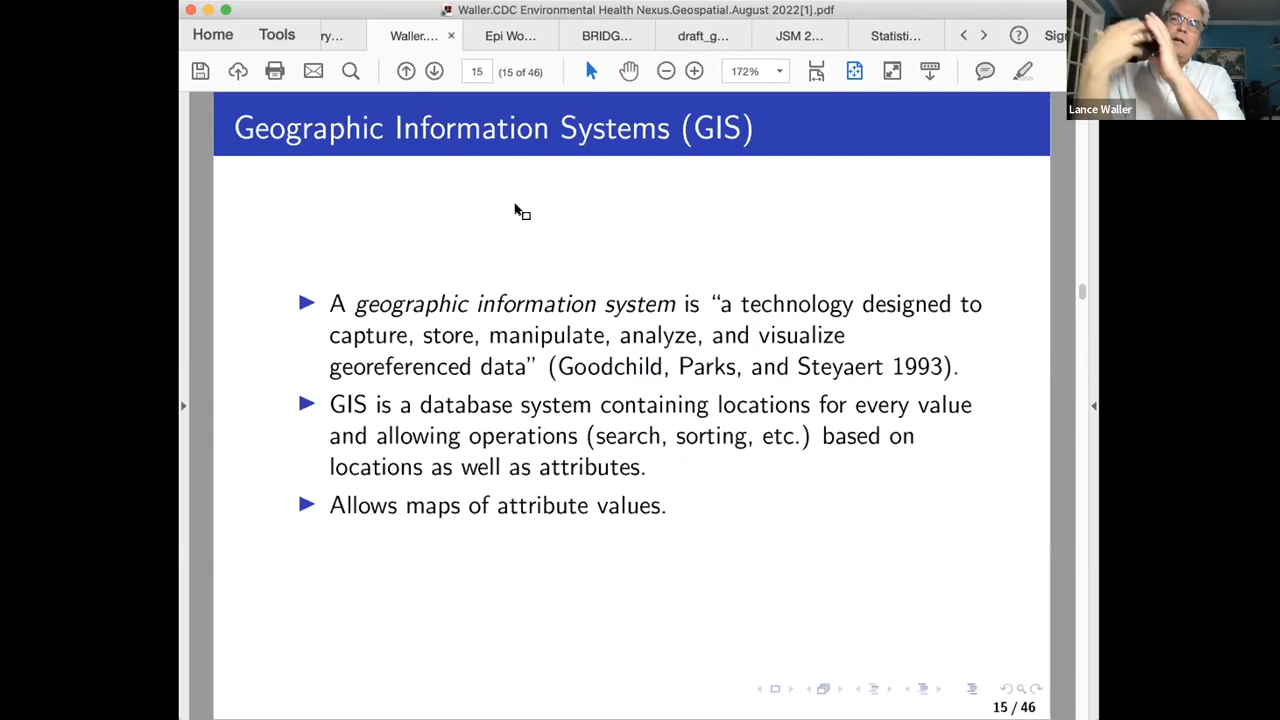 Waller.CDC Environmental Health Nexus.Geospatial.August 2022[1].pdf
Home Tools ry... Waller.... × Epi Wo... BRIDG... draft_g... JSM 2... Statisti... Sig
15 (15 of 46) 172%
Lance Waller
Geographic Information Systems (GIS)
A geographic information system is “a technology designed to
capture, store, manipulate, analyze, and visualize
georeferenced data” (Goodchild, Parks, and Steyaert 1993).
GIS is a database system containing locations for every value
and allowing operations (search, sorting, etc.) based on
locations as well as attributes.
Allows maps of attribute values.
15 / 46